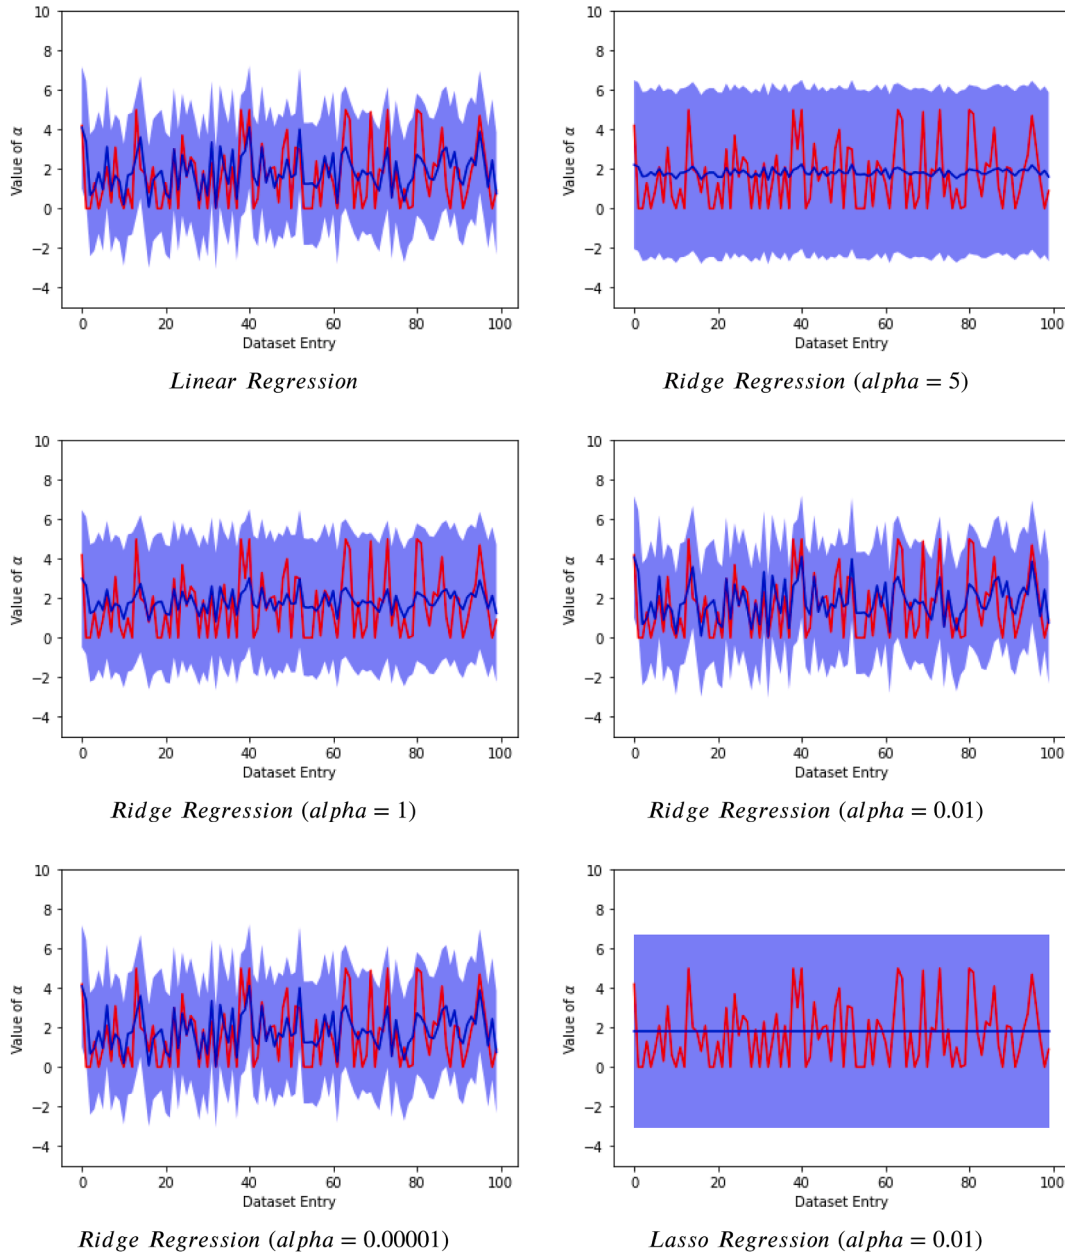 10
8
6
4
2
0
−2
−4
Value of α
0 20 40 60 80 100
Dataset Entry
Linear Regression
10
8
6
4
2
0
−2
−4
Value of α
0 20 40 60 80 100
Dataset Entry
Ridge Regression (alpha = 5)
10
8
6
4
2
0
−2
−4
Value of α
0 20 40 60 80 100
Dataset Entry
Ridge Regression (alpha = 1)
10
8
6
4
2
0
−2
−4
Value of α
0 20 40 60 80 100
Dataset Entry
Ridge Regression (alpha = 0.01)
10
8
6
4
2
0
−2
−4
Value of α
0 20 40 60 80 100
Dataset Entry
Ridge Regression (alpha = 0.00001)
10
8
6
4
2
0
−2
−4
Value of α
0 20 40 60 80 100
Dataset Entry
Lasso Regression (alpha = 0.01)